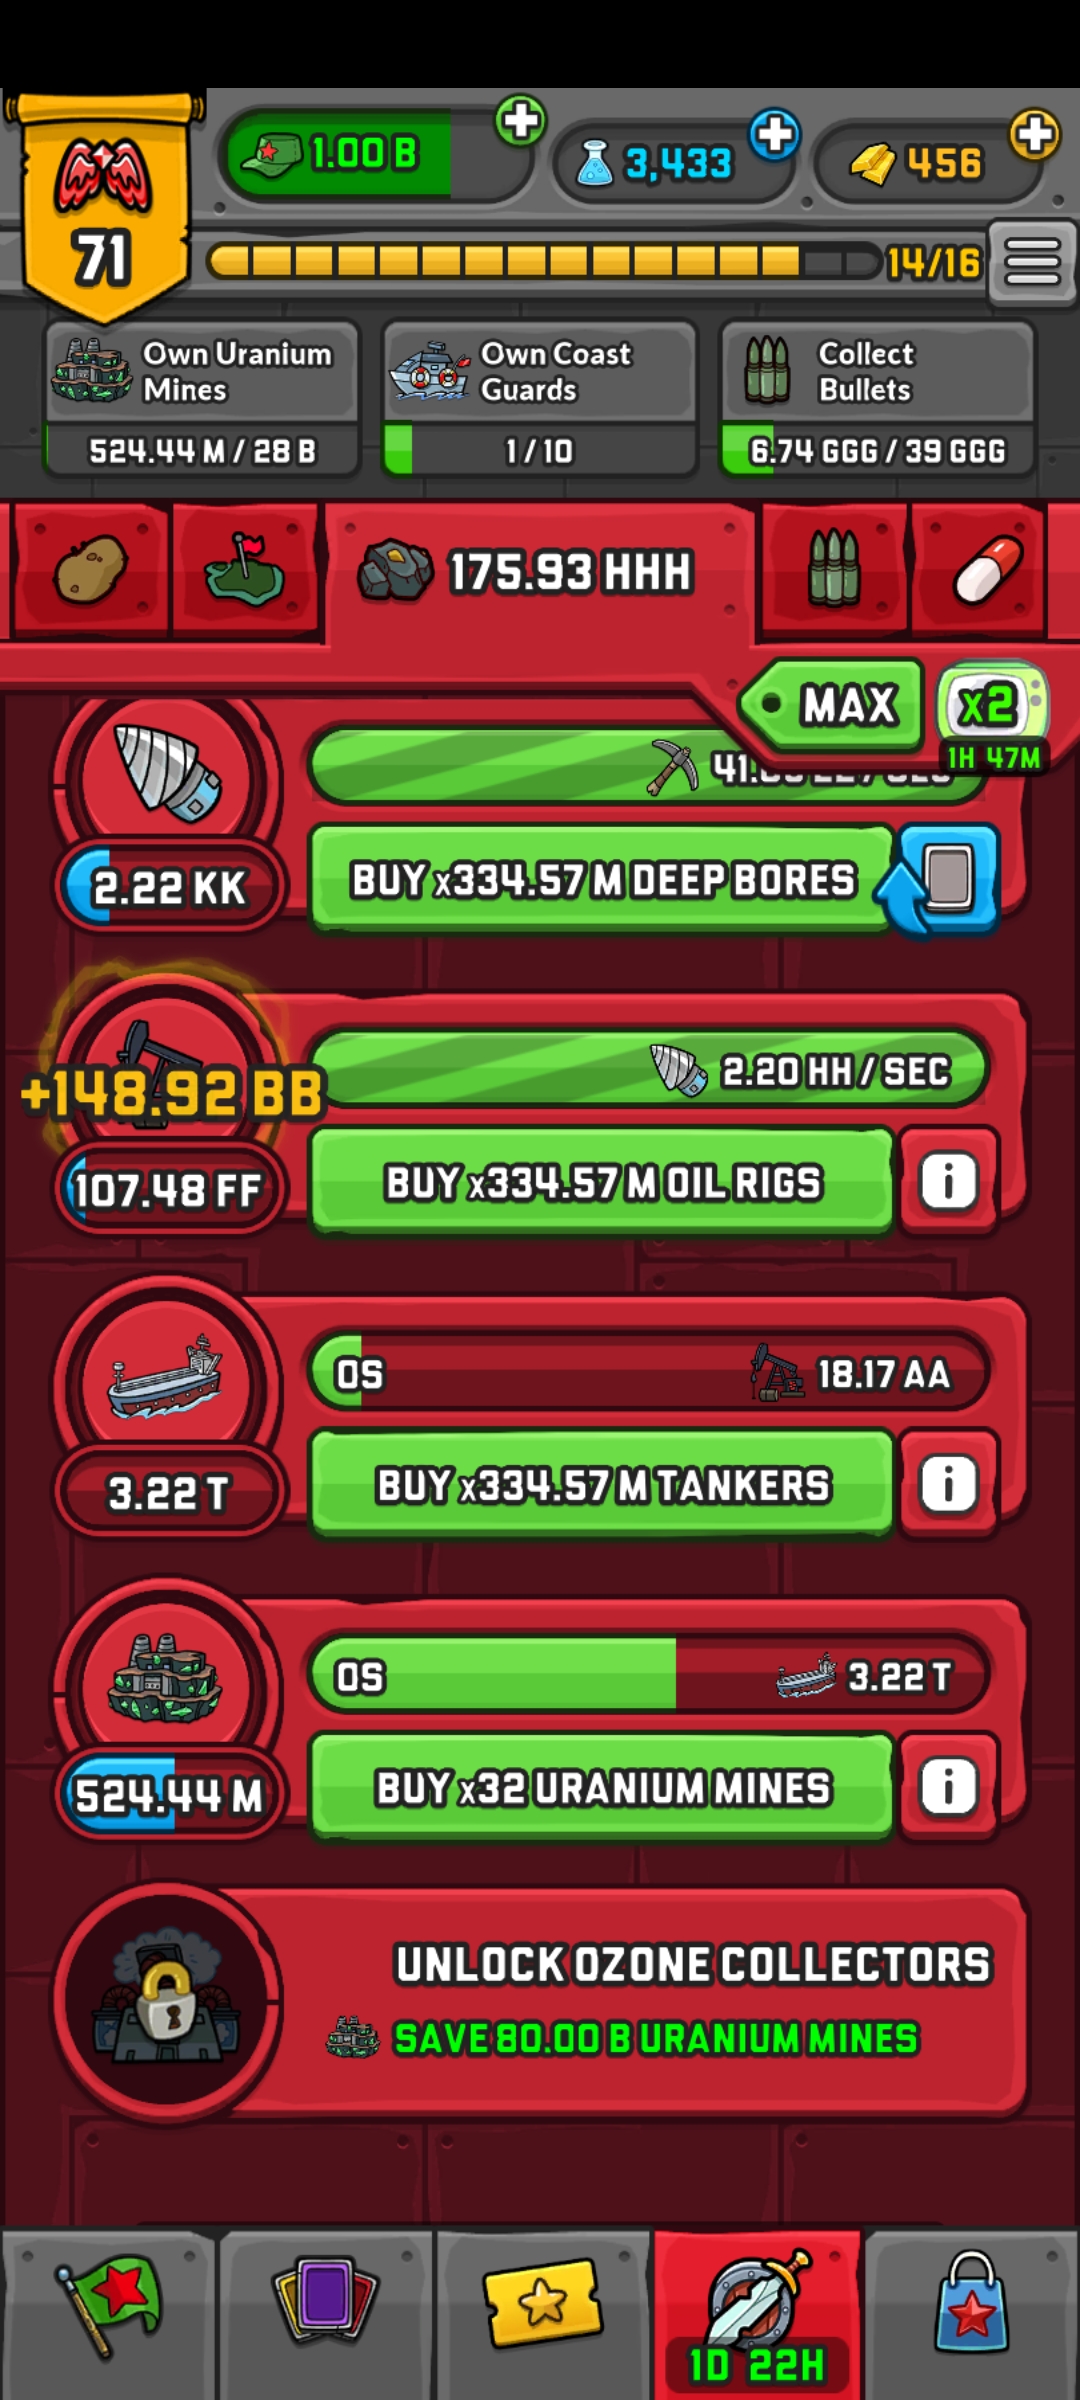 71
1.00 B
3,433
456
14/16
Own Uranium
Mines
524.44 M / 28 B
Own Coast
Guards
1 / 10
Collect
Bullets
6.74 GGG / 39 GGG
175.93 HHH
MAX
x2
1H 47M
2.22 KK
BUY x334.57 M DEEP BORES
+148.92 BB
2.20 HH / SEC
107.48 FF
BUY x334.57 M OIL RIGS
i
0S
18.17 AA
3.22 T
BUY x334.57 M TANKERS
i
0S
3.22 T
524.44 M
BUY x32 URANIUM MINES
i
UNLOCK OZONE COLLECTORS
SAVE 80.00 B URANIUM MINES
1D 22H